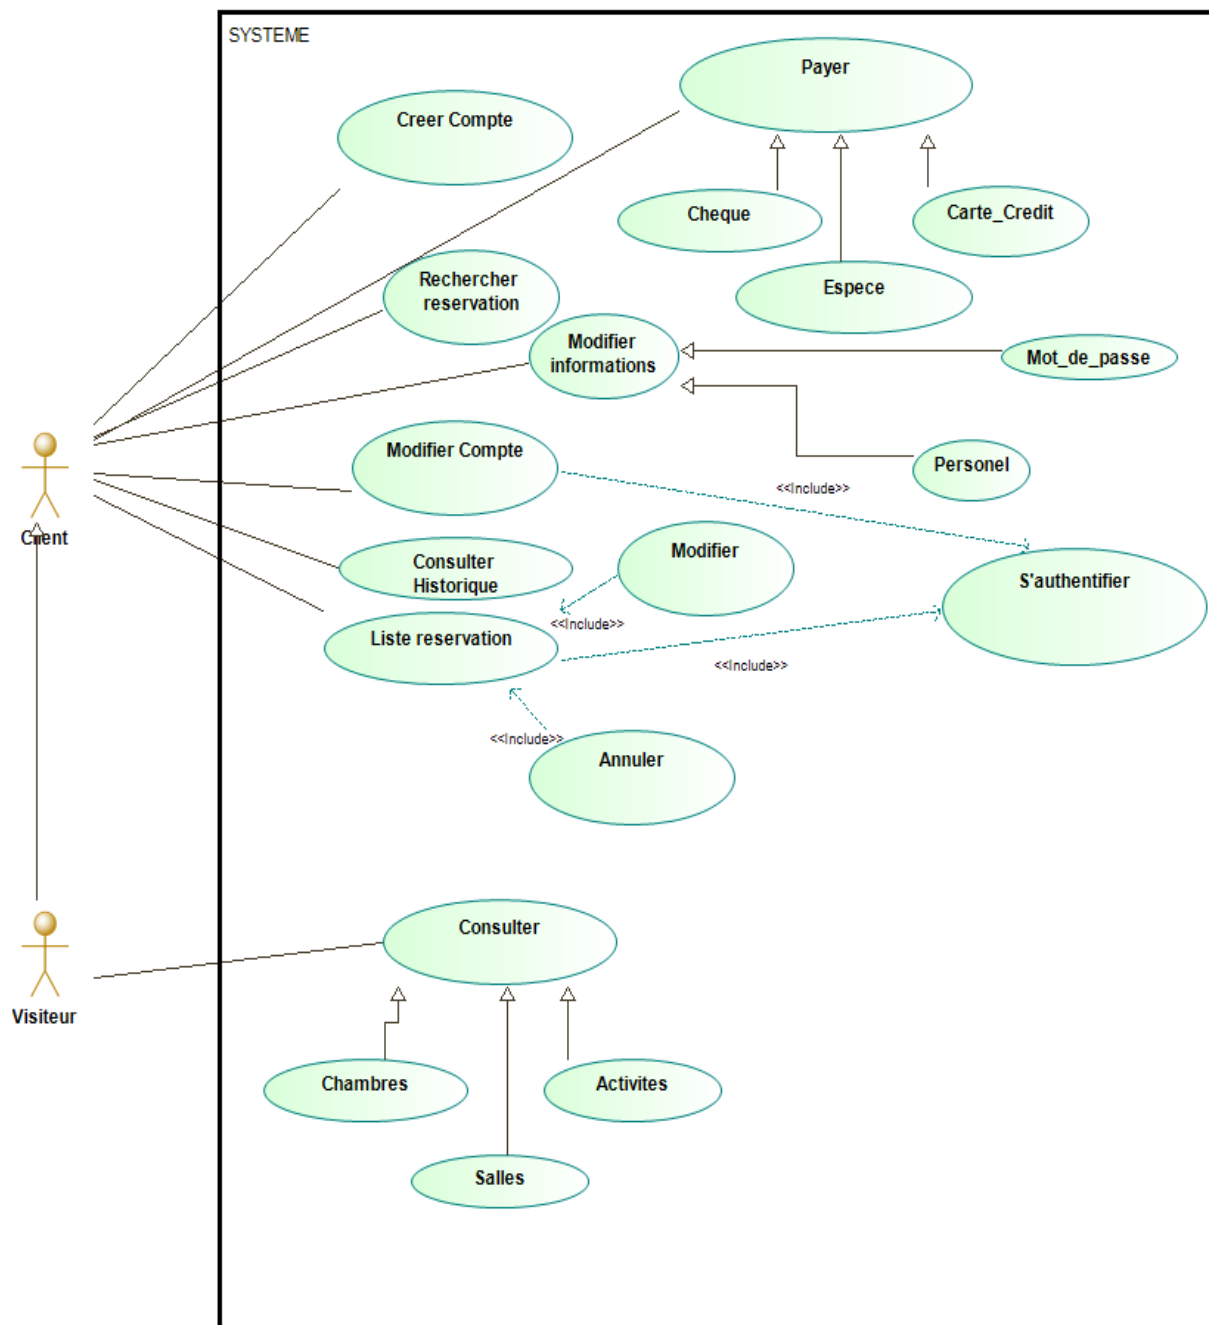 SYSTEME
Payer
Creer Compte
Cheque
Carte_Credit
Rechercher
reservation
Espece
Modifier
informations
Mot_de_passe
Modifier Compte
Personel
<<Include>>
Client
Consulter
Historique
Modifier
S'authentifier
<<Include>>
Liste reservation
<<Include>>
<<Include>>
Annuler
Consulter
Visiteur
Chambres
Activites
Salles